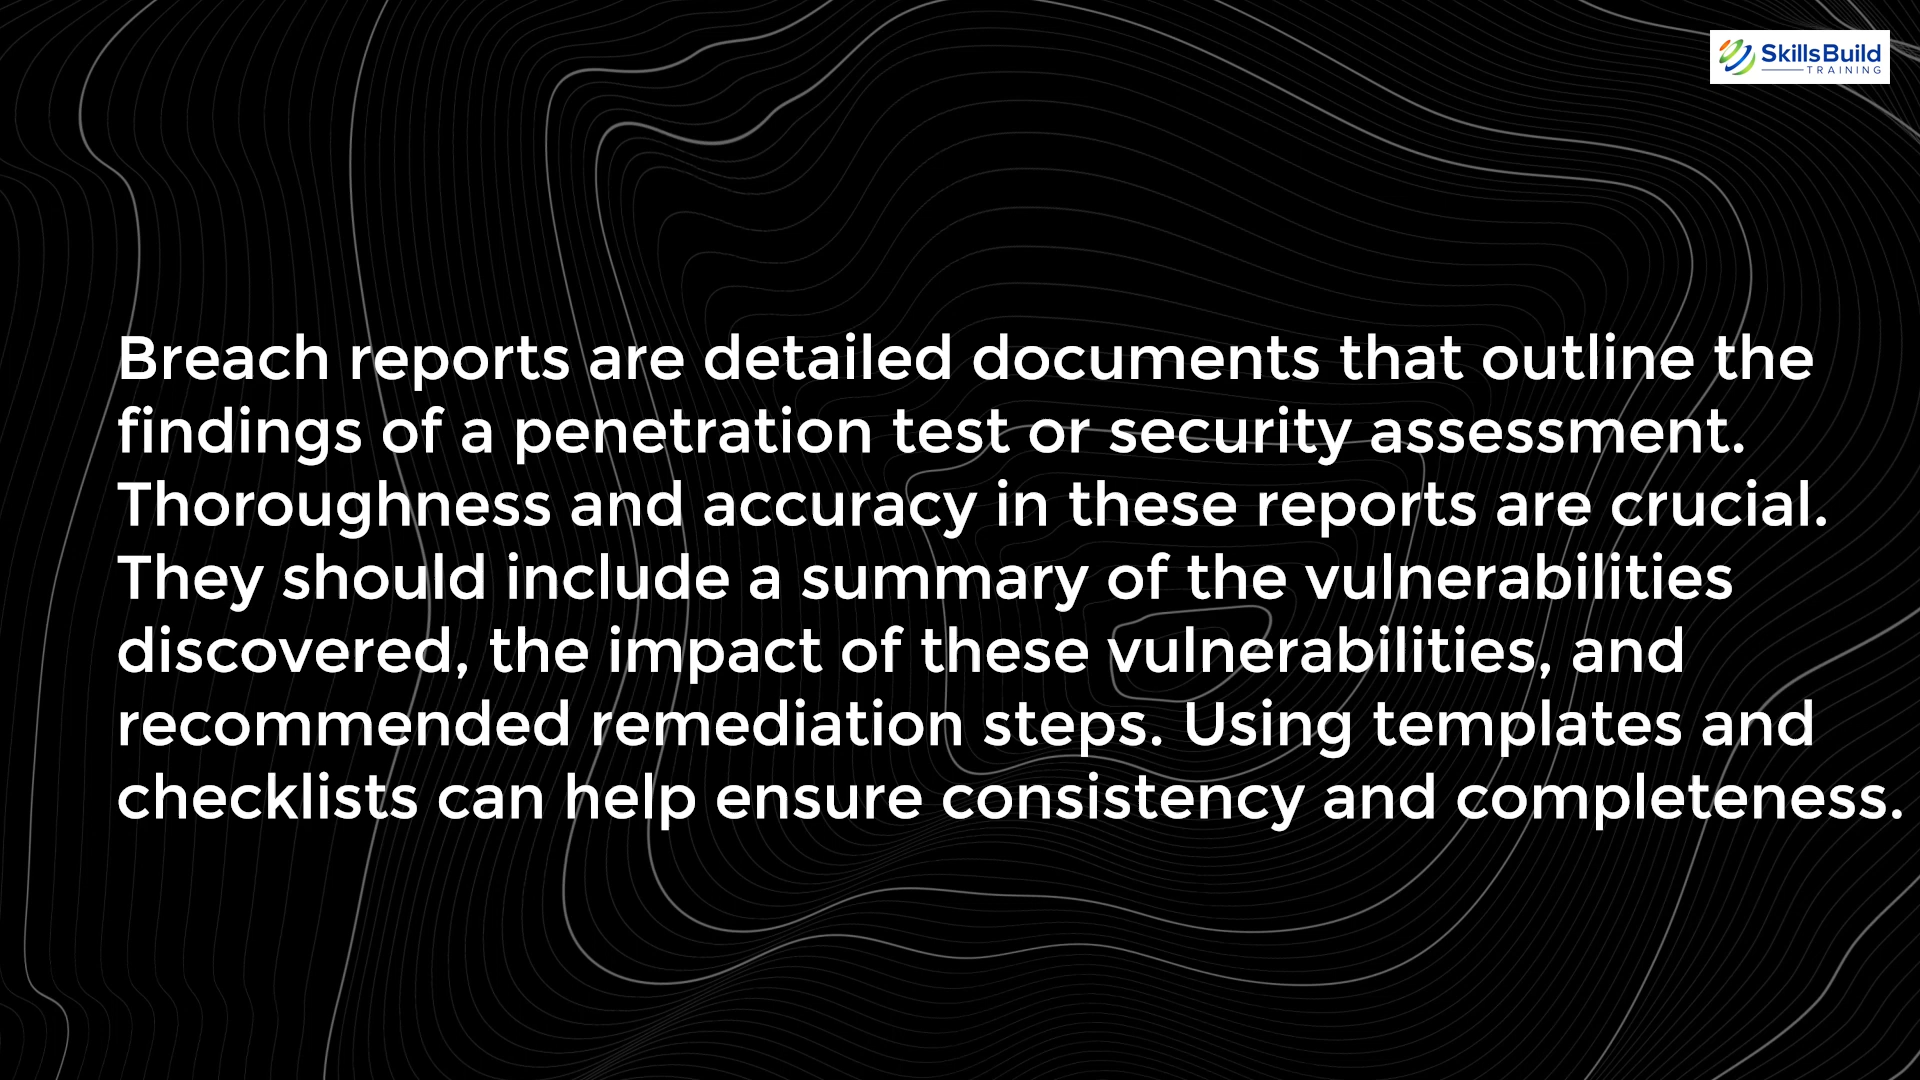 SkillsBuild
TRAINING
Breach reports are detailed documents that outline the
findings of a penetration test or security assessment.
Thoroughness and accuracy in these reports are crucial.
They should include a summary of the vulnerabilities
discovered, the impact of these vulnerabilities, and
recommended remediation steps. Using templates and
checklists can help ensure consistency and completeness.